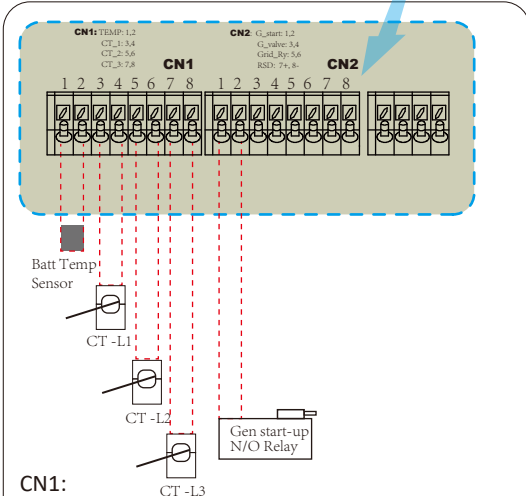 CN1: TEMP: 1,2
CT_1: 3,4
CT_2: 5,6
CT_3: 7,8
CN1
CN2: G_start: 1,2
G_valve: 3,4
Grid_Ry: 5,6
RSD: 7+, 8-
CN2
1 2 3 4 5 6 7 8
1 2 3 4 5 6 7 8
Batt Temp
Sensor
CT -L1
CT -L2
CT -L3
Gen start-up
N/O Relay
CN1: